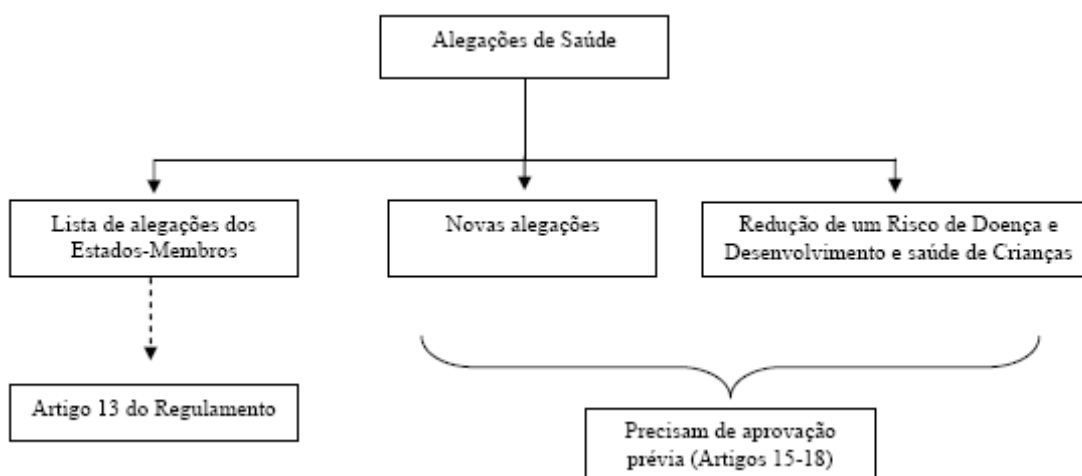 Alegações de Saúde
Lista de alegações dos
Estados-Membros
Novas alegações
Redução de um Risco de Doença e
Desenvolvimento e saúde de Crianças
Artigo 13 do Regulamento
Precisam de aprovação
prévia (Artigos 15-18)